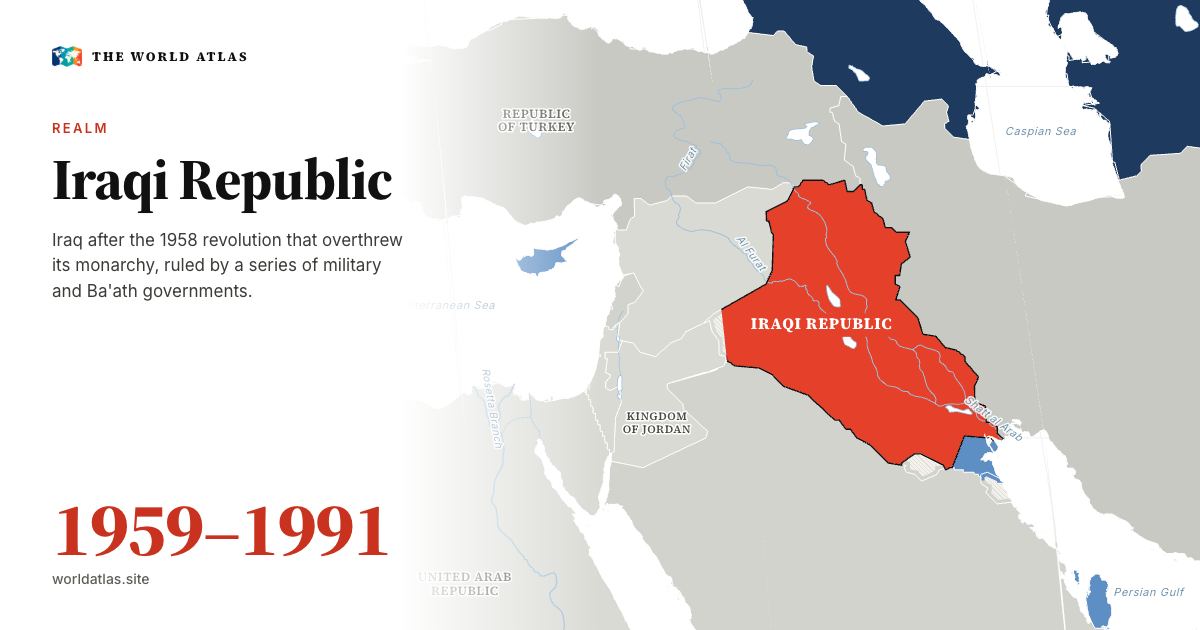 THE WORLD ATLAS
REALM
Iraqi Republic
Iraq after the 1958 revolution that overthrew
its monarchy, ruled by a series of military
and Ba'ath governments.
1959–1991
worldatlas.site
REPUBLIC
OF TURKEY
Firat
Caspian Sea
Al Furat
terranean Sea
IRAQI REPUBLIC
Rosetta Branch
KINGDOM
OF JORDAN
Shatt al Arab
UNITED ARAB
REPUBLIC
Persian Gulf